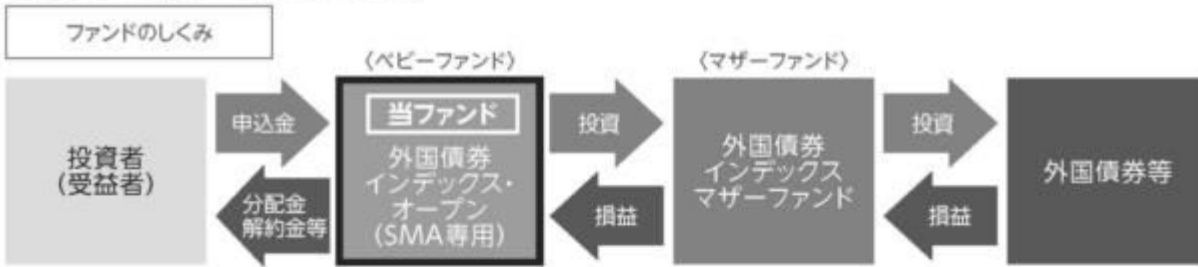 ファンドのしくみ
〈ベビーファンド〉
〈マザーファンド〉
投資者
(受益者)
申込金
分配金
解約金等
当ファンド
外国債券
インデックス・
オープン
(SMA専用)
投資
損益
外国債券
インデックス
マザーファンド
投資
損益
外国債券等